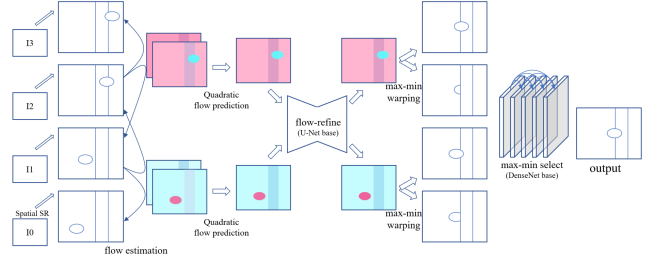 I3
I2
I1
Spatial SR
I0
flow estimation
Quadratic
flow prediction
Quadratic
flow prediction
flow-refine
(U-Net base)
max-min
warping
max-min
warping
max-min select
(DenseNet base)
output